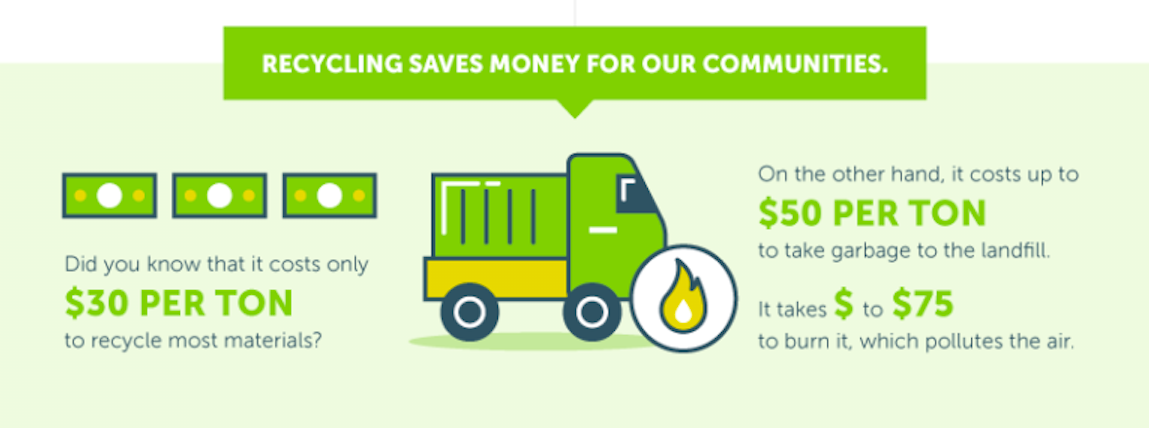 RECYCLING SAVES MONEY FOR OUR COMMUNITIES.
Did you know that it costs only
$30 PER TON
to recycle most materials?
On the other hand, it costs up to
$50 PER TON
to take garbage to the landfill.
It takes $ to $75
to burn it, which pollutes the air.